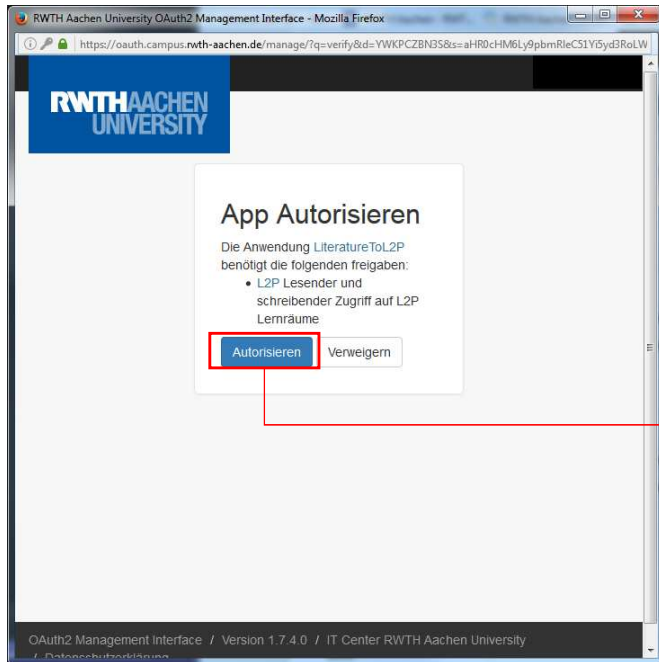 RWTH Aachen University OAuth2 Management Interface - Mozilla Firefox
https://oauth.campus.rwth-aachen.de/manage/?q=verify&d=YWKPCZBN3S&s=aHR0cHM6Ly9pbmRleC51Yi5yd3RoLW
RWTHAACHEN
UNIVERSITY
App Autorisieren
Die Anwendung LiteratureToL2P
benötigt die folgenden freigaben:
• L2P Lesender und
schreibender Zugriff auf L2P
Lernräume
Autorisieren Verweigern
OAuth2 Management Interface / Version 1.7.4.0 / IT Center RWTH Aachen University
/ Datenschutzerklärung